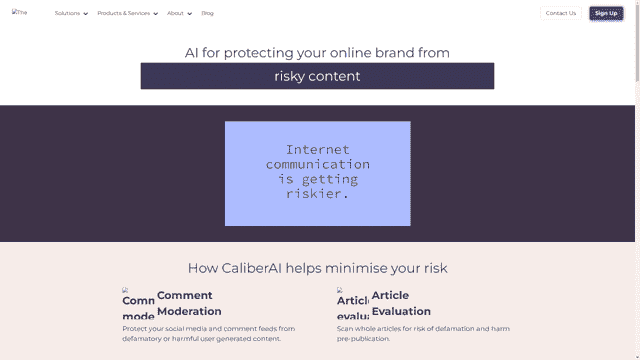 The
Solutions
Products & Services
About
Blog
Contact Us
Sign Up
AI for protecting your online brand from
risky content
Internet
communication
is getting
riskier.
How CaliberAI helps minimise your risk
Comm
mode
Comment
Moderation
Protect your social media and comment feeds from
defamatory or harmful user generated content.
Article
evalua
Article
Evaluation
Scan whole articles for risk of defamation and harm
pre-publication.